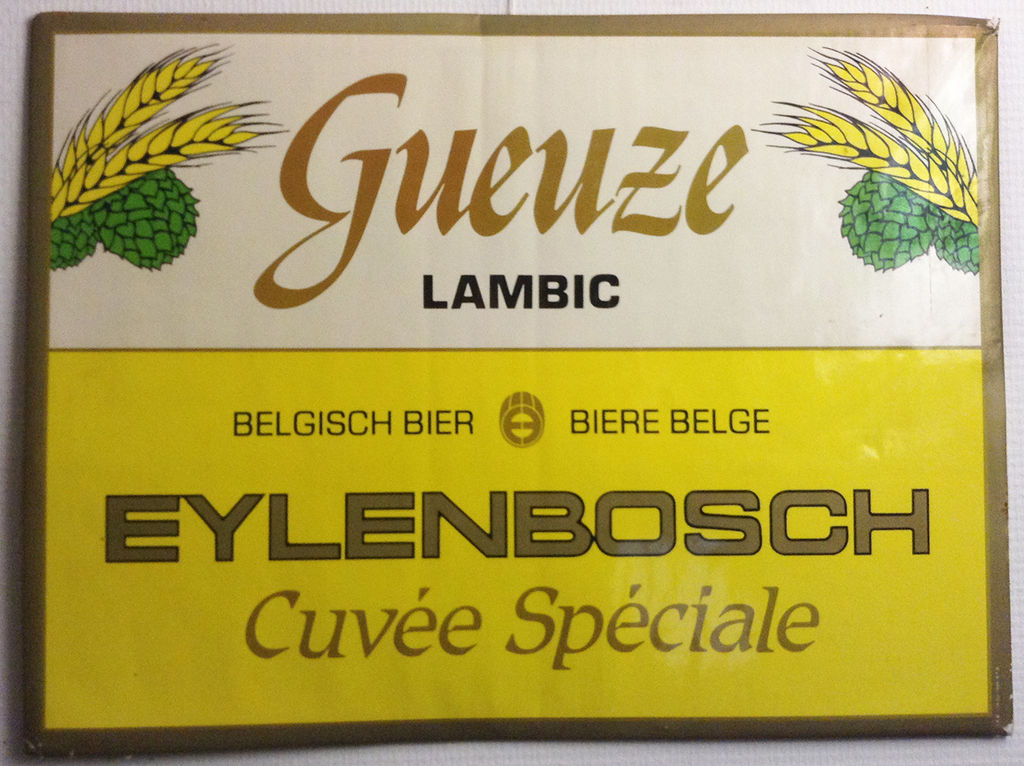 Gueuze
LAMBIC
BELGISCH BIER BIERE BELGE
EYLENBOSCH
Cuvée Spéciale